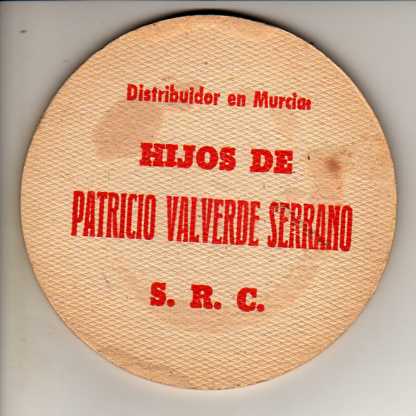 Distribuidor en Murcia:
HIJOS DE
PATRICIO VALVERDE SERRANO
S. R. C.